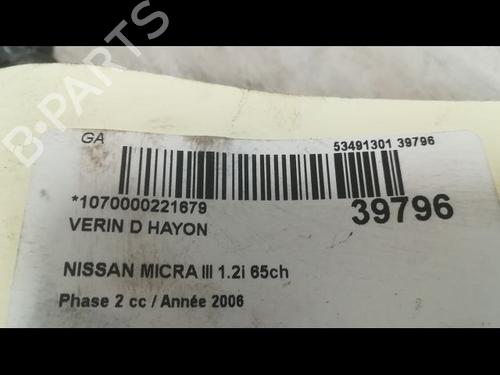 B-PARTS
GA
53491301 39796
*1070000221679
39796
VERIN D HAYON
NISSAN MICRA III 1.2i 65ch
Phase 2 cc / Année 2006